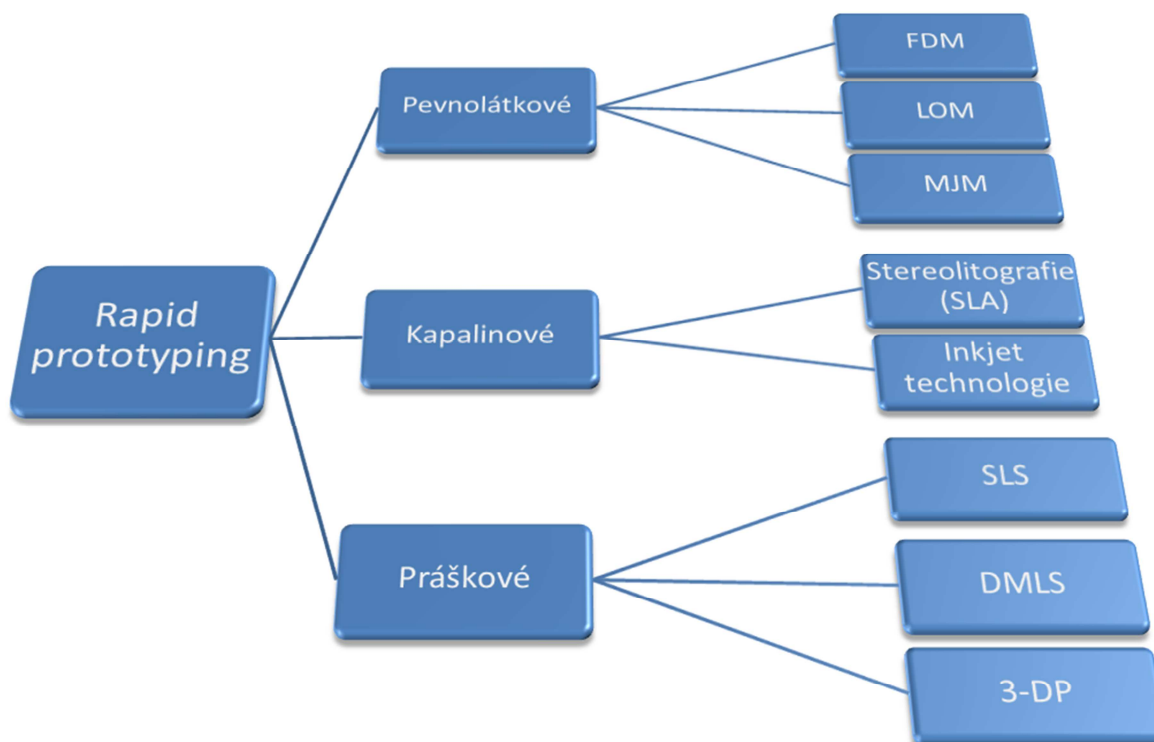 Rapid
prototyping
Pevnolátkové
FDM
LOM
MJM
Kapalinové
Stereolitografie
(SLA)
Inkjet
technologie
Práškové
SLS
DMLS
3-DP